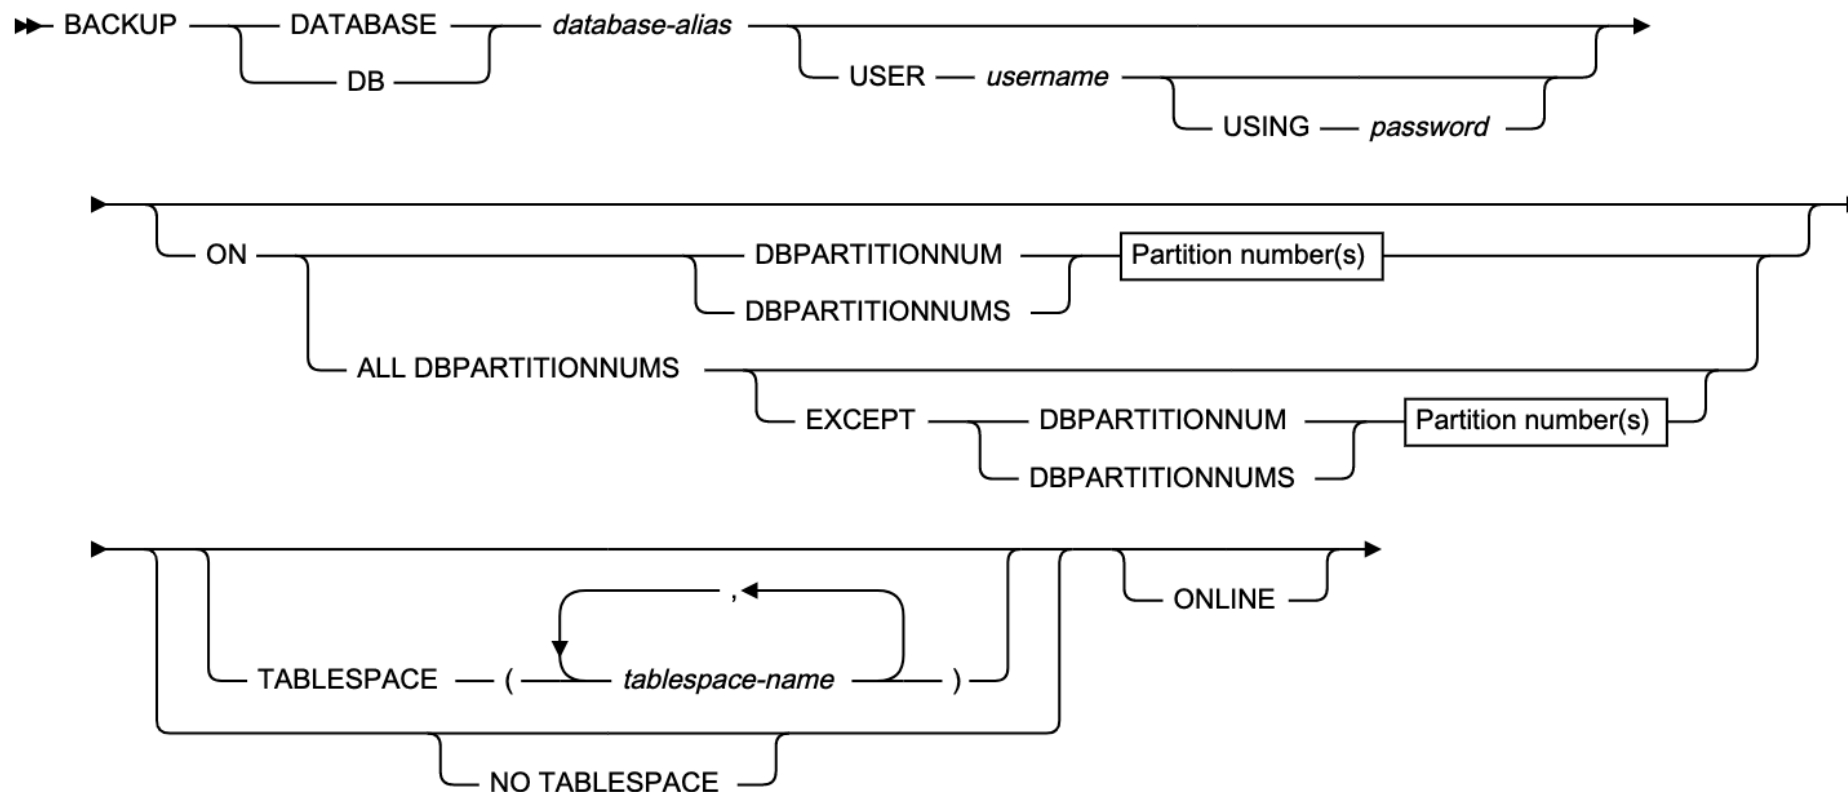 BACKUP DATABASE database-alias
DB
USER username
USING password
ON DBPARTITIONNUM Partition number(s)
DBPARTITIONNUMS
ALL DBPARTITIONNUMS
EXCEPT DBPARTITIONNUM Partition number(s)
DBPARTITIONNUMS
,
TABLESPACE ( tablespace-name )
ONLINE
NO TABLESPACE